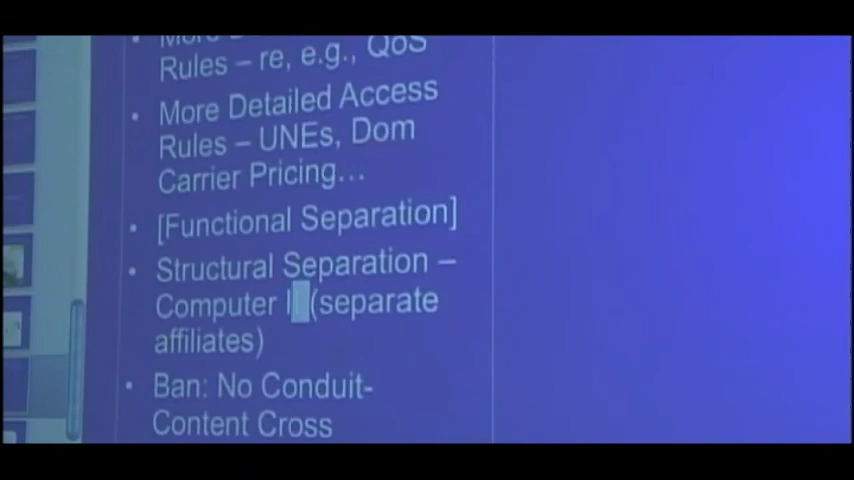 Rules – re, e.g., QoS
• More Detailed Access
Rules – UNEs, Dom
Carrier Pricing…
• [Functional Separation]
• Structural Separation –
Computer I (separate
affiliates)
• Ban: No Conduit-
Content Cross